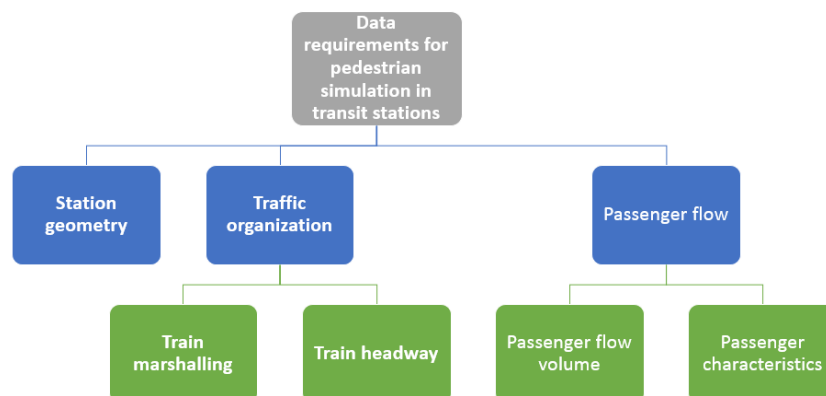 Data
requirements for
pedestrian
simulation in
transit stations
Station
geometry
Traffic
organization
Passenger flow
Train
marshalling
Train headway
Passenger flow
volume
Passenger
characteristics